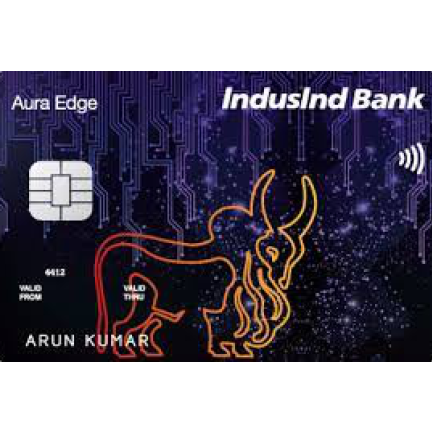 Aura Edge
IndusInd Bank
4412
VALID FROM
VALID THRU
ARUN KUMAR